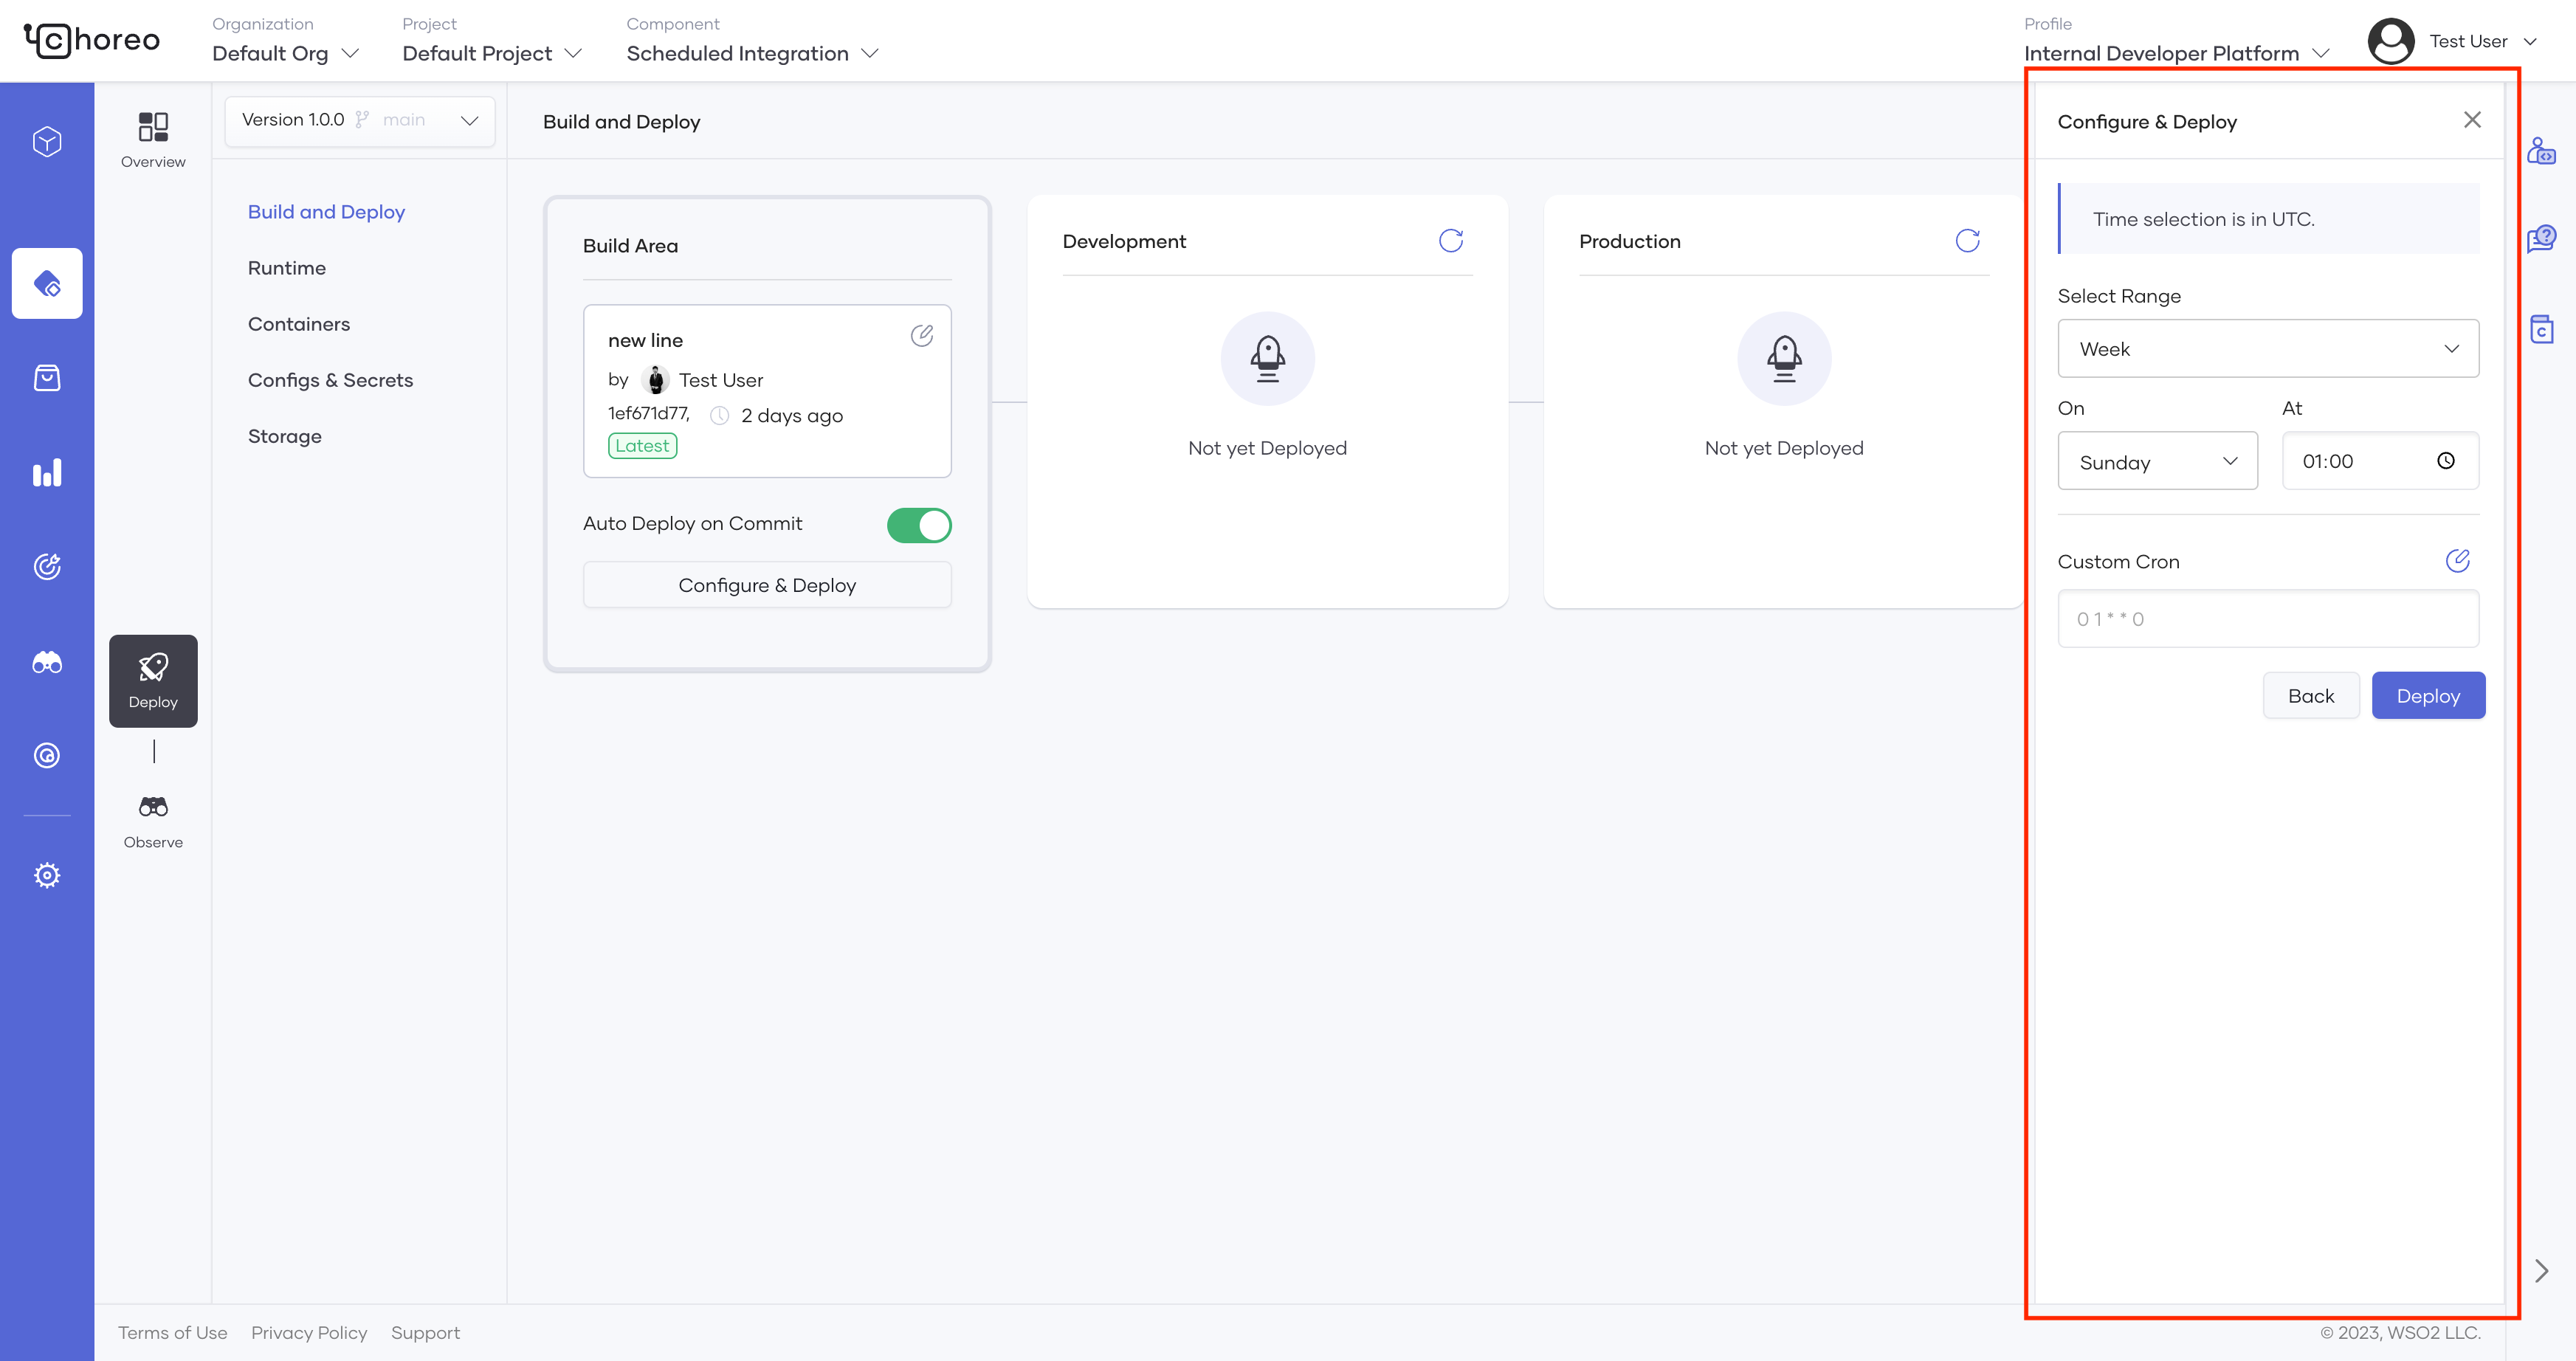 choreo
Organization
Default Org
Project
Default Project
Component
Scheduled Integration
Profile
Internal Developer Platform
Test User
Overview
Deploy
Observe
Version 1.0.0 main
Build and Deploy
Runtime
Containers
Configs & Secrets
Storage
Build and Deploy
Build Area
new line
by Test User
1ef671d77, 2 days ago
Latest
Auto Deploy on Commit
Configure & Deploy
Development
Not yet Deployed
Production
Not yet Deployed
Configure & Deploy
Time selection is in UTC.
Select Range
Week
On
At
Sunday
01:00
Custom Cron
0 1 * * 0
Back
Deploy
Terms of Use
Privacy Policy
Support
© 2023, WSO2 LLC.